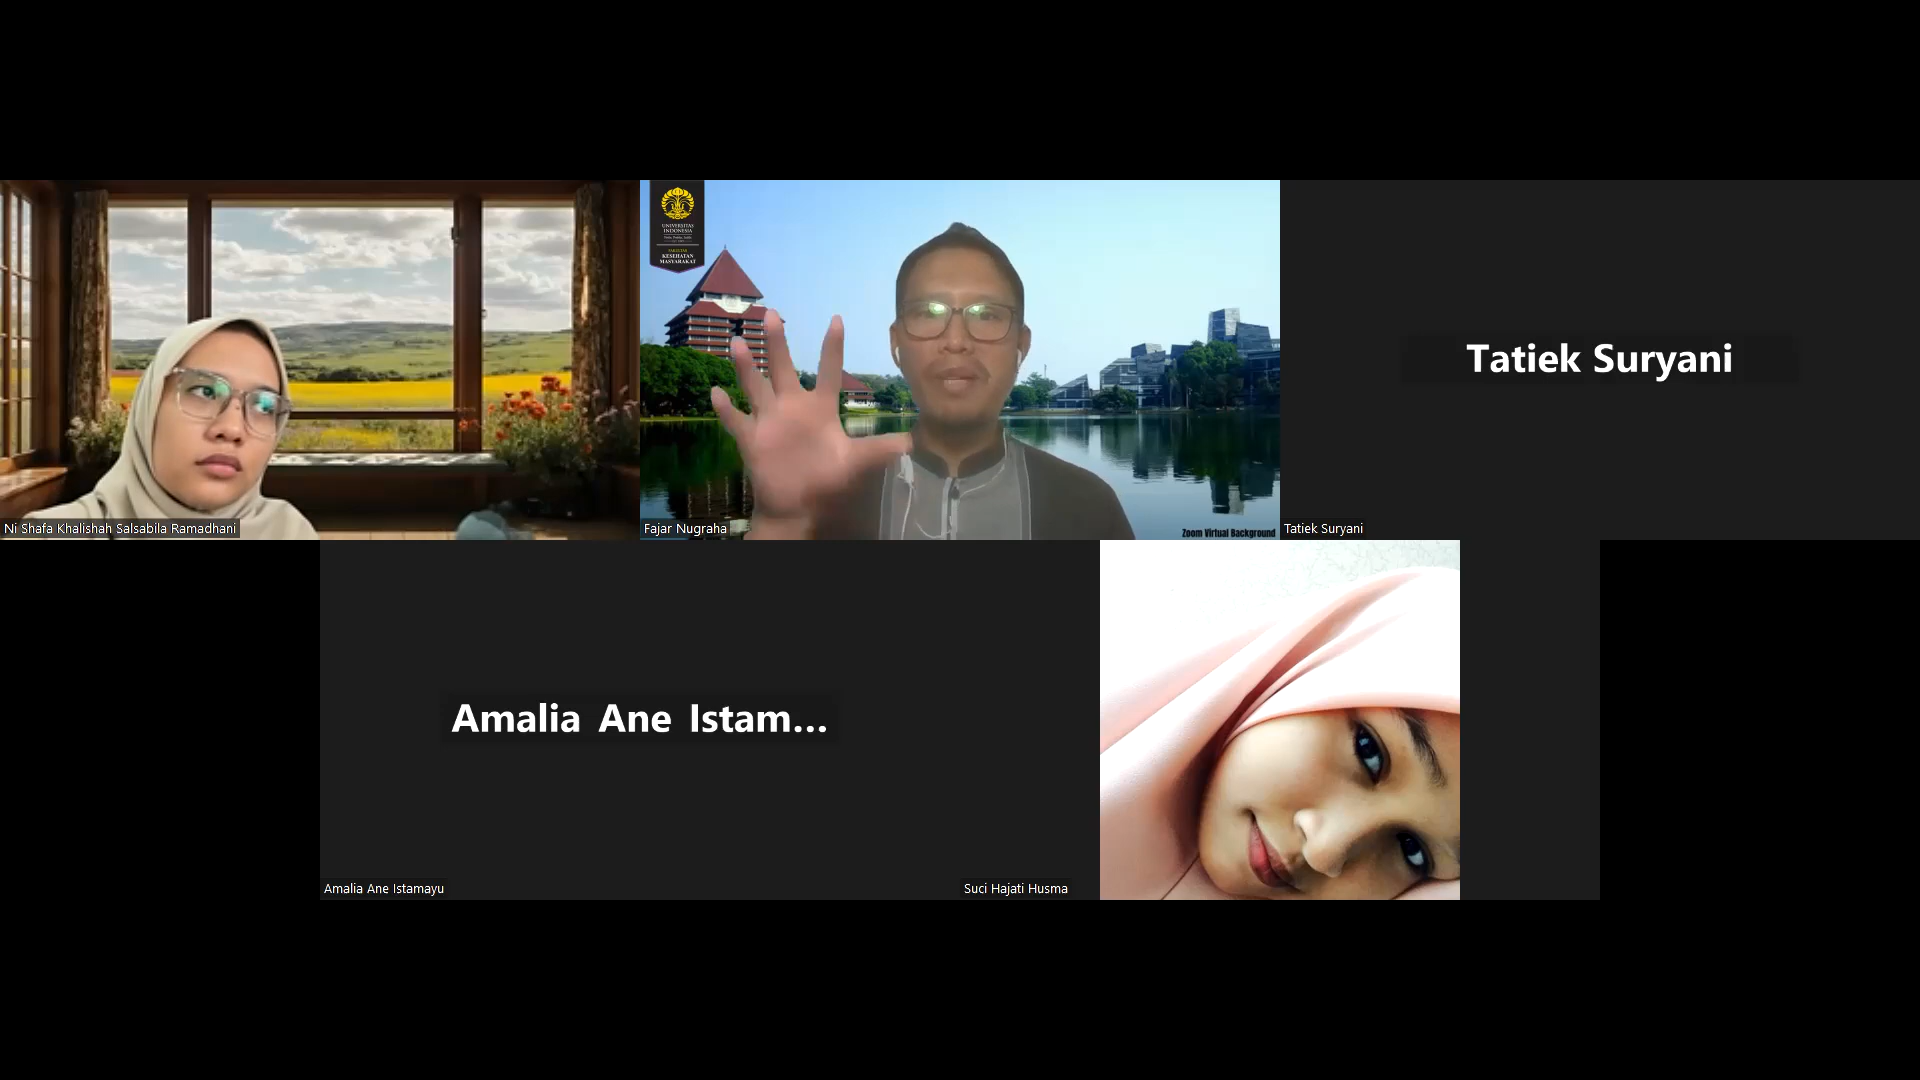 UNIVERSITAS
INDONESIA
FAKULTAS
KESEHATAN
MASYARAKAT
Tatiek Suryani
Ni Shafa Khalishah Salsabila Ramadhani
Fajar Nugraha
Zoom Virtual Background
Tatiek Suryani
Amalia Ane Istam...
Amalia Ane Istamayu
Suci Hajati Husma